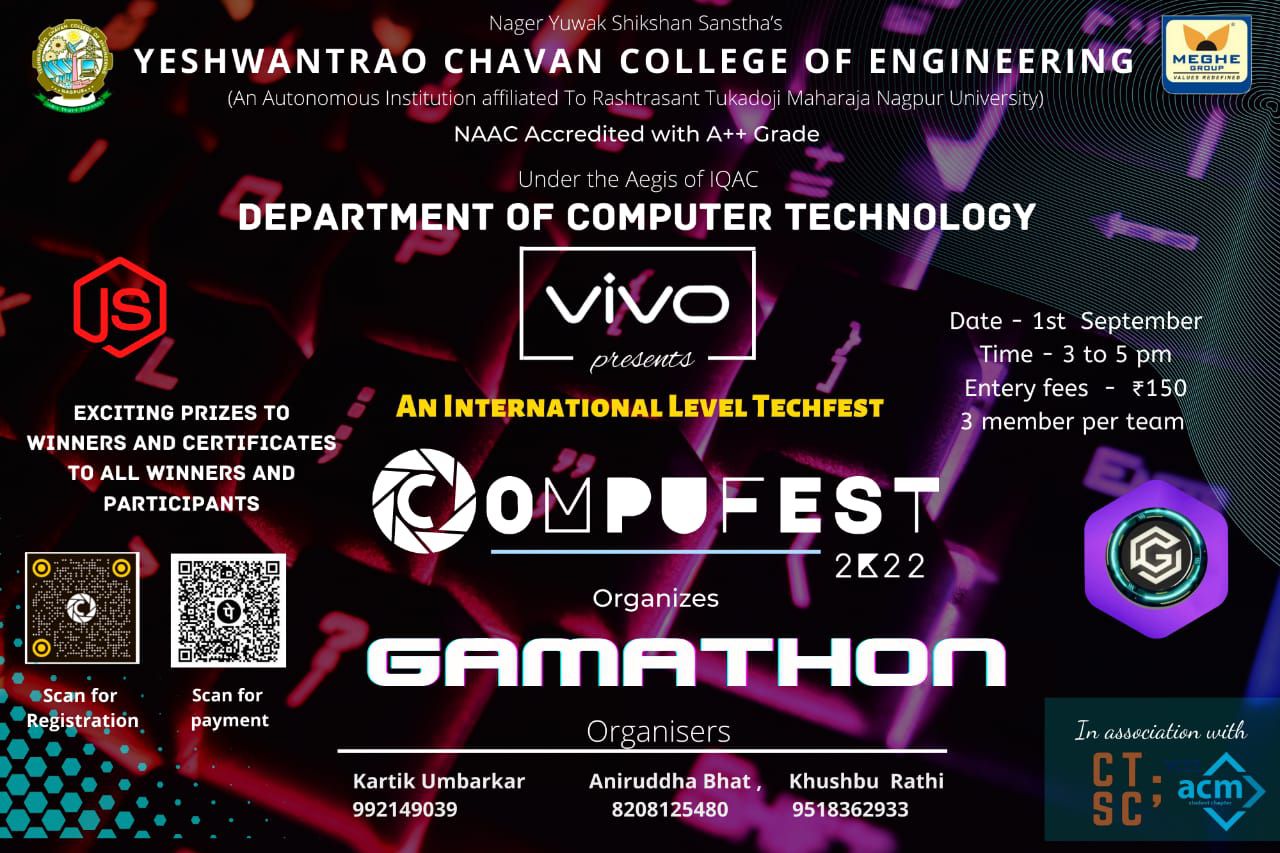 Nager Yuwak Shikshan Sanstha's
YESHWANTRAO CHAVAN COLLEGE OF ENGINEERING
(An Autonomous Institution affiliated To Rashtrasant Tukadoji Maharaja Nagpur University)
NAAC Accredited with A++ Grade
MEGHE
GROUP
VALUES REDEFINED
Under the Aegis of IQAC
DEPARTMENT OF COMPUTER TECHNOLOGY
vivo
presents
JS
EXCITING PRIZES TO
WINNERS AND CERTIFICATES
TO ALL WINNERS AND
PARTICIPANTS
AN INTERNATIONAL LEVEL TECHFEST
COMPUFEST
2K22
Date - 1st September
Time - 3 to 5 pm
Entery fees - ₹150
3 member per team
Organizes
GAMATHON
Scan for
Registration
Scan for
payment
Organisers
Kartik Umbarkar
992149039
Aniruddha Bhat ,
8208125480
Khushbu Rathi
9518362933
In association with
CT;
SC
acm
student chapter